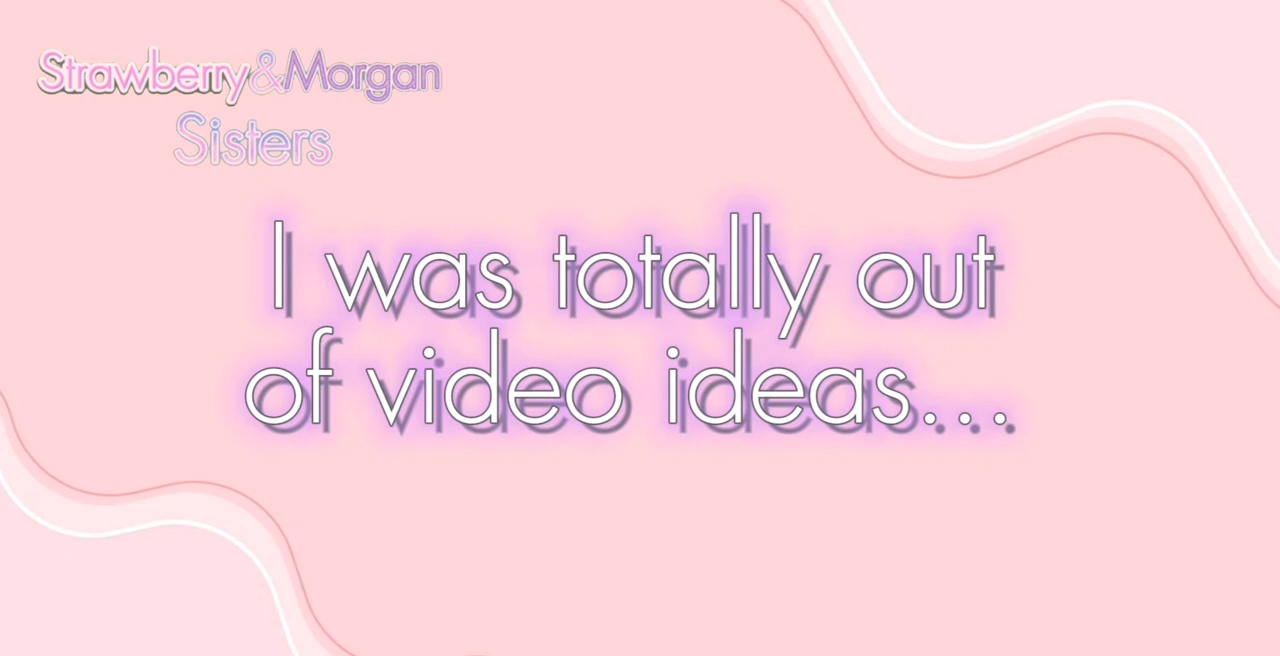 Strawberry&Morgan
Sisters
I was totally out
of video ideas...